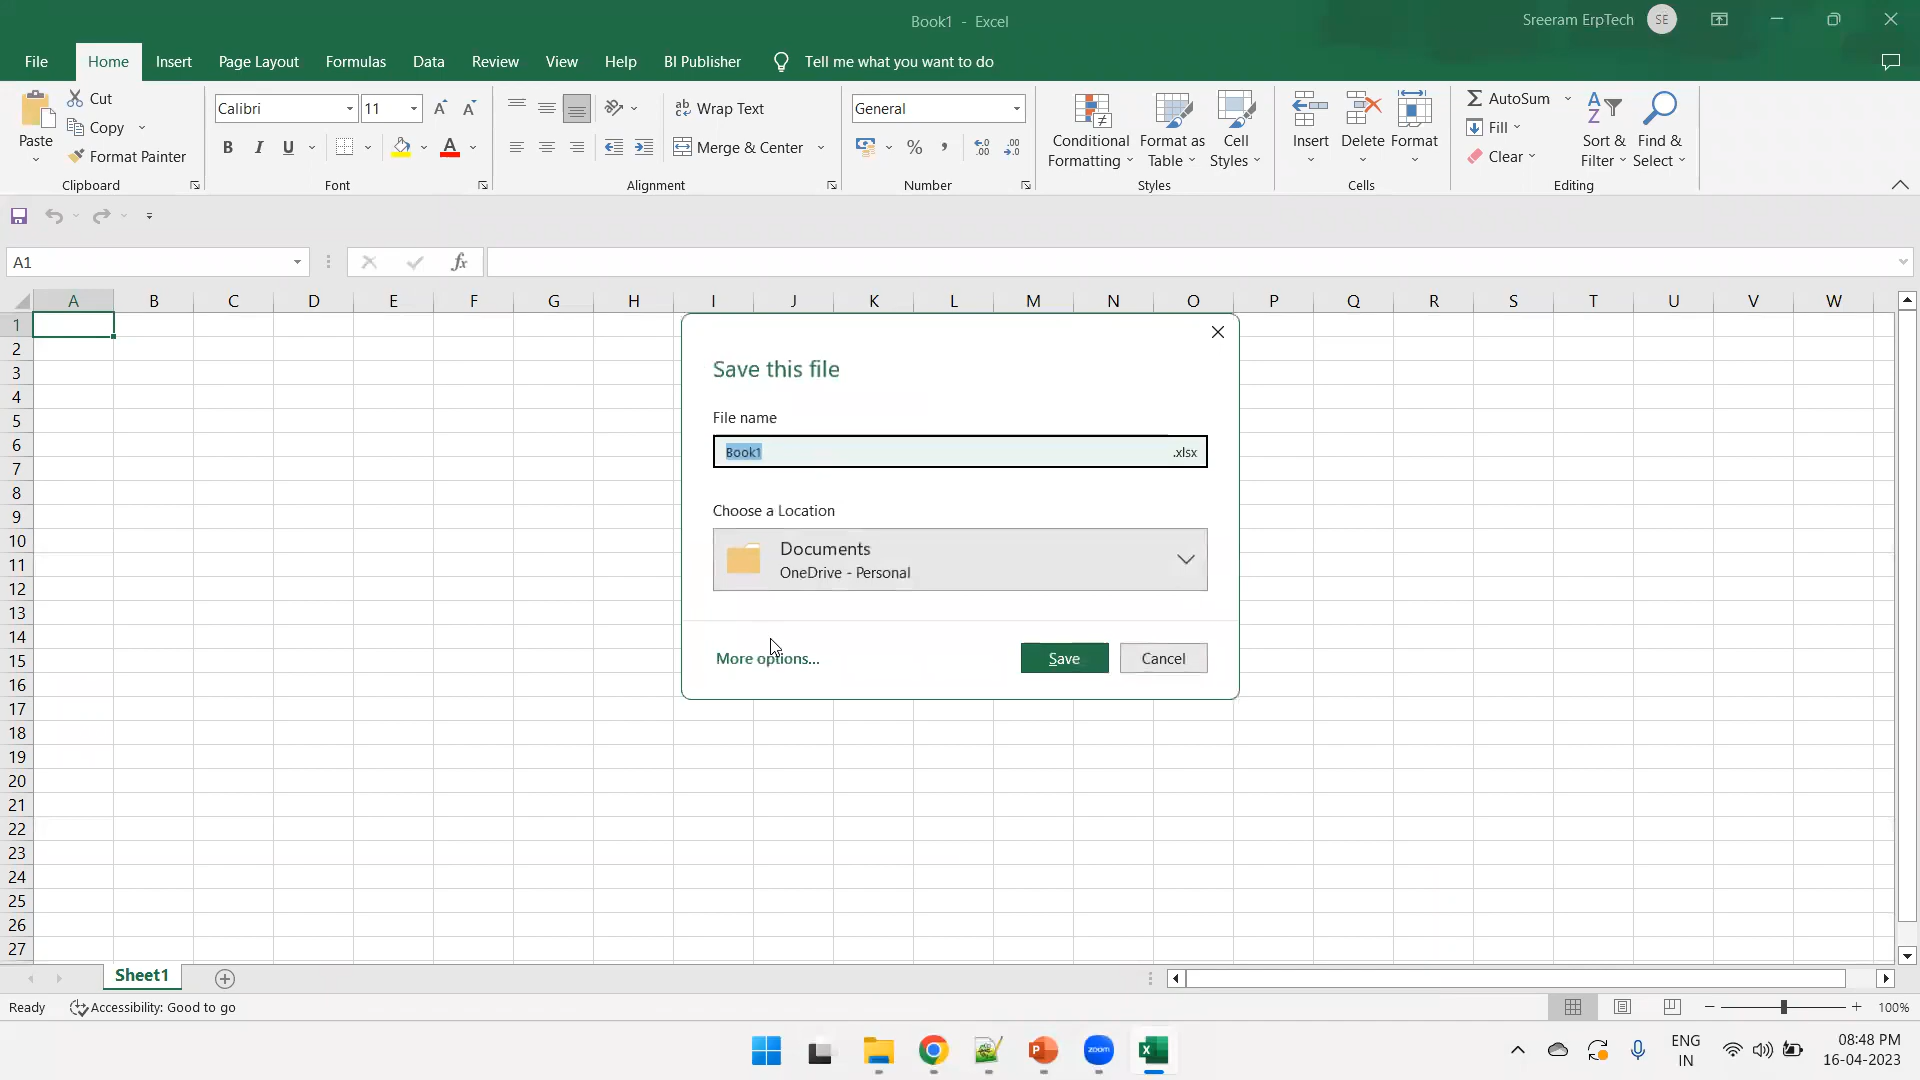 Book1 - Excel
Sreeram ErpTech SE
File Home Insert Page Layout Formulas Data Review View Help BI Publisher Tell me what you want to do
Paste
Cut
Copy
Format Painter
Clipboard
Calibri 11
B I U
Font
Wrap Text
Merge & Center
Alignment
General
Number
Conditional Formatting
Format as Table
Cell Styles
Styles
Insert Delete Format
Cells
AutoSum
Fill
Clear
Sort & Filter
Find & Select
Editing
A1
fx
A B C D E F G H I J K L M N O P Q R S T U V W
1
2
3
4
5
6
7
8
9
10
11
12
13
14
15
16
17
18
19
20
21
22
23
24
25
26
27
Save this file
File name
Book1 .xlsx
Choose a Location
Documents
OneDrive - Personal
More options...
Save Cancel
Sheet1
Ready Accessibility: Good to go
100%
zoom
ENG
IN
08:48 PM
16-04-2023